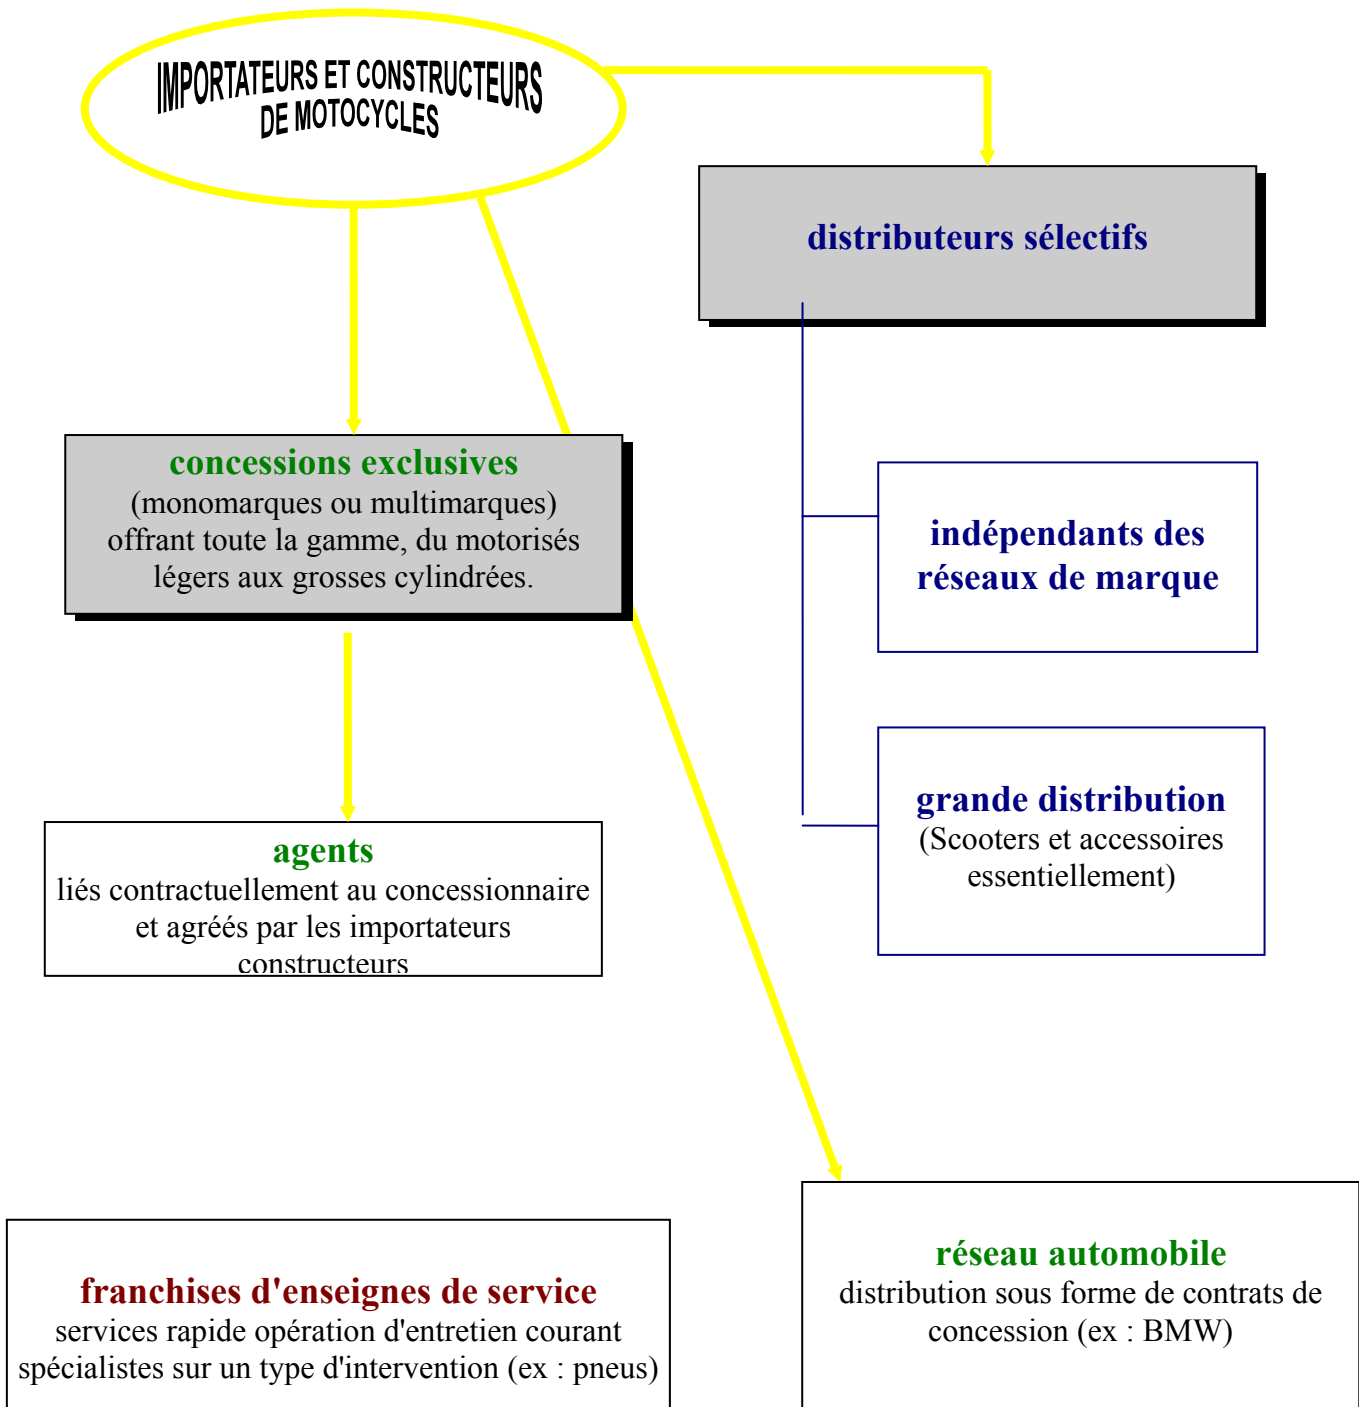 IMPORTATEURS ET CONSTRUCTEURS
DE MOTOCYCLES
distributeurs sélectifs
concessions exclusives
(monomarques ou multimarques)
offrant toute la gamme, du motorisés
légers aux grosses cylindrées.
indépendants des
réseaux de marque
grande distribution
(Scooters et accessoires
essentiellement)
agents
liés contractuellement au concessionnaire
et agréés par les importateurs
constructeurs
réseau automobile
distribution sous forme de contrats de
concession (ex : BMW)
franchises d'enseignes de service
services rapide opération d'entretien courant
spécialistes sur un type d'intervention (ex : pneus)